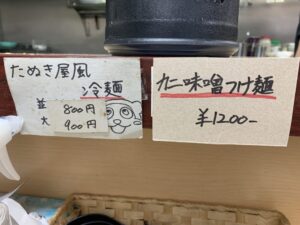 たぬき屋風
冷麺
並 800円
大 900円
カニ味噌つけ麺
¥1200-